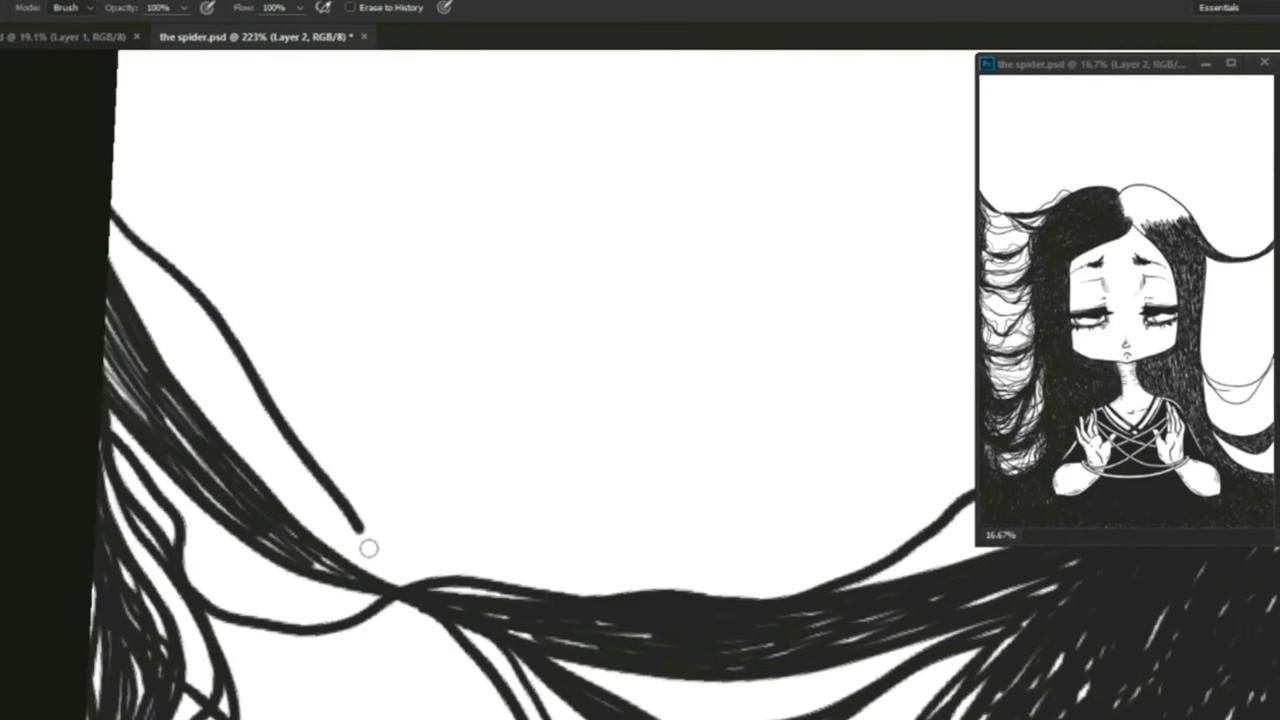 Mode: Brush Opacity: 100% Flow: 100% Erase to History Essentials
d @ 19.1% (Layer 1, RGB/8) × the spider.psd @ 223% (Layer 2, RGB/8) * ×
Ps the spider.psd @ 16.7% (Layer 2, RGB/...
16.67%